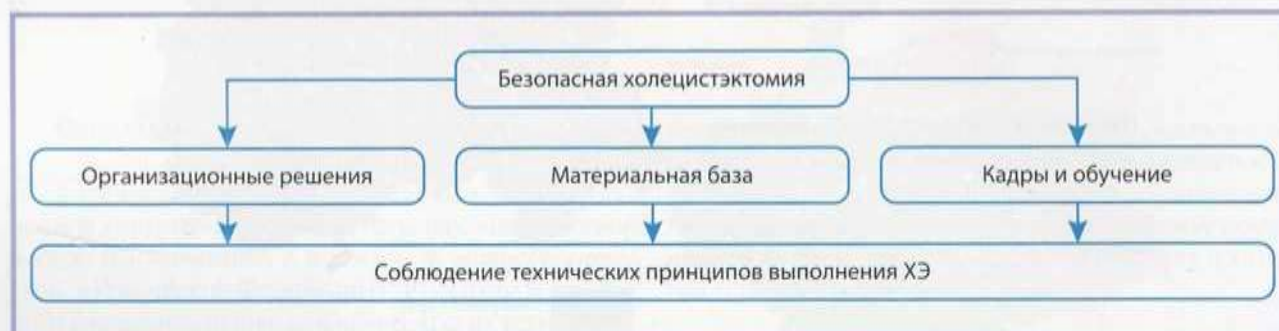 Безопасная холецистэктомия
Организационные решения
Материальная база
Кадры и обучение
Соблюдение технических принципов выполнения ХЭ